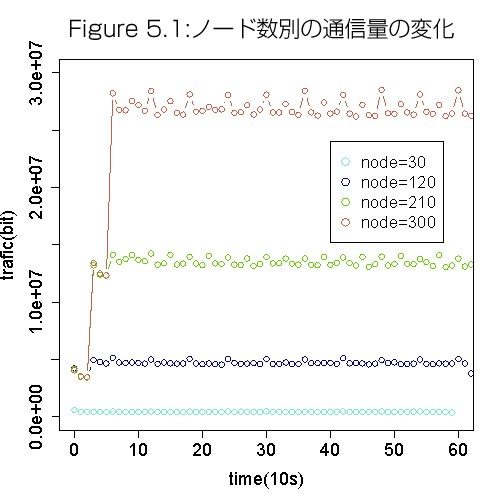 Figure 5.1:ノード数別の通信量の変化
3.0e+07
2.0e+07
1.0e+07
0.0e+00
trafic(bit)
node=30
node=120
node=210
node=300
0 10 20 30 40 50 60
time(10s)